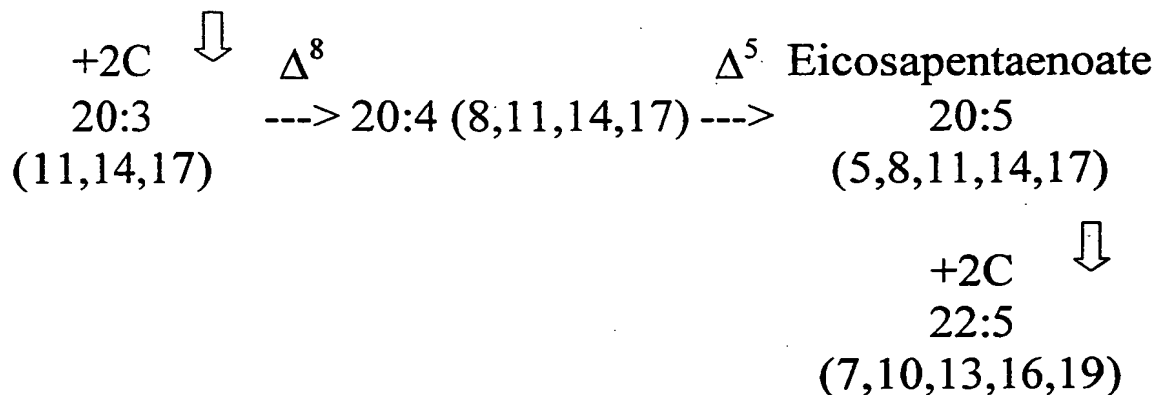 +2C ⇩ Δ⁸ Δ⁵ Eicosapentaenoate
20:3 ---> 20:4 (8,11,14,17) ---> 20:5
(11,14,17) (5,8,11,14,17)
+2C ⇩
22:5
(7,10,13,16,19)